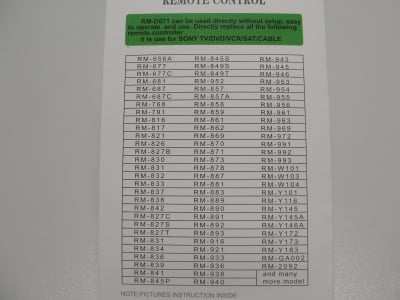 REMOTE CONTROL
RM-D671 can be used directly without setup, easy
to operate and use. Directly replace all the following
remote controller
It is use for SONY TV/DVD/VCR/SAT/CABLE
RM-656A RM-845S RM-943
RM-677 RM-849S RM-945
RM-677C RM-849T RM-946
RM-681 RM-952 RM-953
RM-687 RM-857 RM-954
RM-687C RM-857A RM-955
RM-768 RM-858 RM-956
RM-791 RM-859 RM-961
RM-816 RM-861 RM-963
RM-817 RM-862 RM-969
RM-821 RM-869 RM-972
RM-826 RM-870 RM-991
RM-827B RM-871 RM-992
RM-830 RM-873 RM-993
RM-831 RM-878 RM-W101
RM-832 RM-887 RM-W103
RM-833 RM-881 RM-W104
RM-837 RM-883 RM-Y101
RM-838 RM-889 RM-Y116
RM-842 RM-890 RM-Y145
RM-827C RM-891 RM-Y145A
RM-827S RM-892 RM-Y146A
RM-827T RM-893 RM-Y172
RM-831 RM-916 RM-Y173
RM-834 RM-921 RM-Y183
RM-836 RM-933 RM-GA002
RM-839 RM-936 RM-2092
RM-841 RM-938 and many
RM-845P RM-940 more model
NOTE:PICTURES INSTRUCTION INSIDE